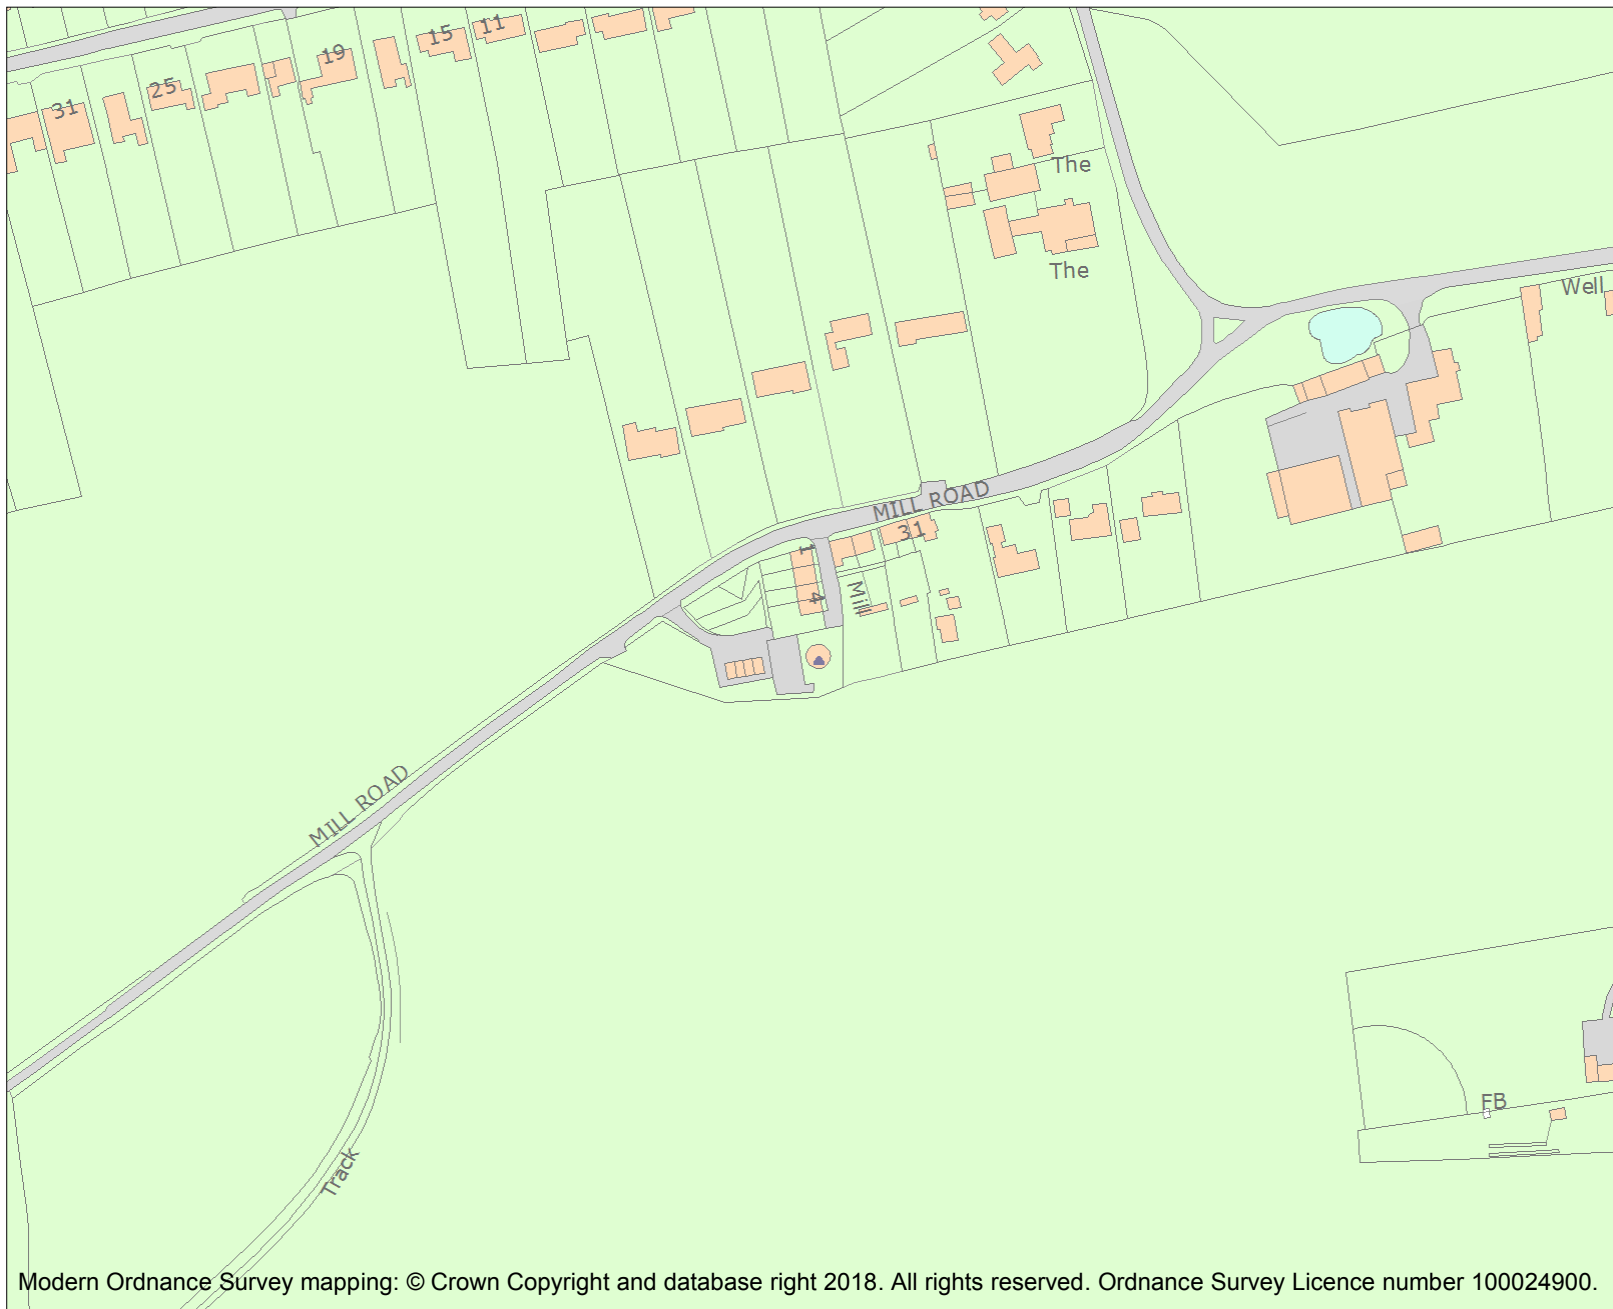 15
11
19
25
31
The
The
Well
MILL ROAD
31
1
4
Mill
MILL ROAD
FB
Track
Modern Ordnance Survey mapping: © Crown Copyright and database right 2018. All rights reserved. Ordnance Survey Licence number 100024900.